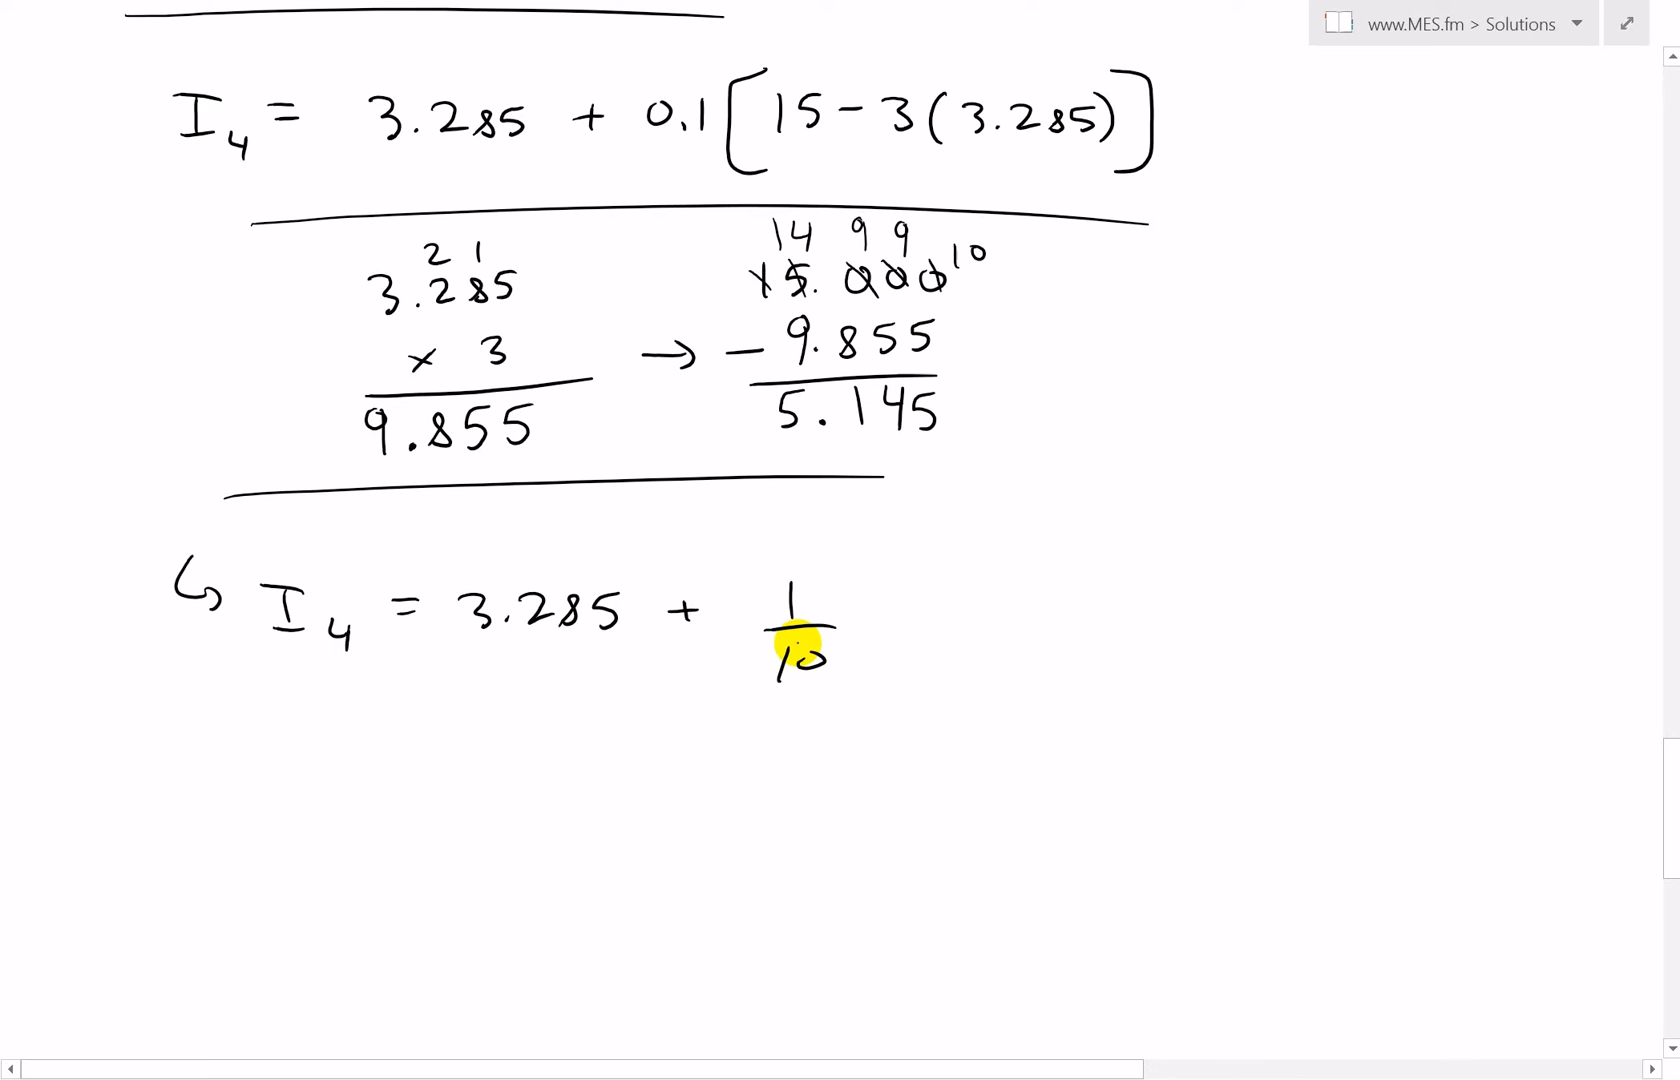 www.MES.fm > Solutions
I₄ = 3.285 + 0.1[15 - 3(3.285)]
2 1
14 9 9
10
3.285
15.000
x 3
→ - 9.855
9.855
5.145
↳ I₄ = 3.285 + 1/10